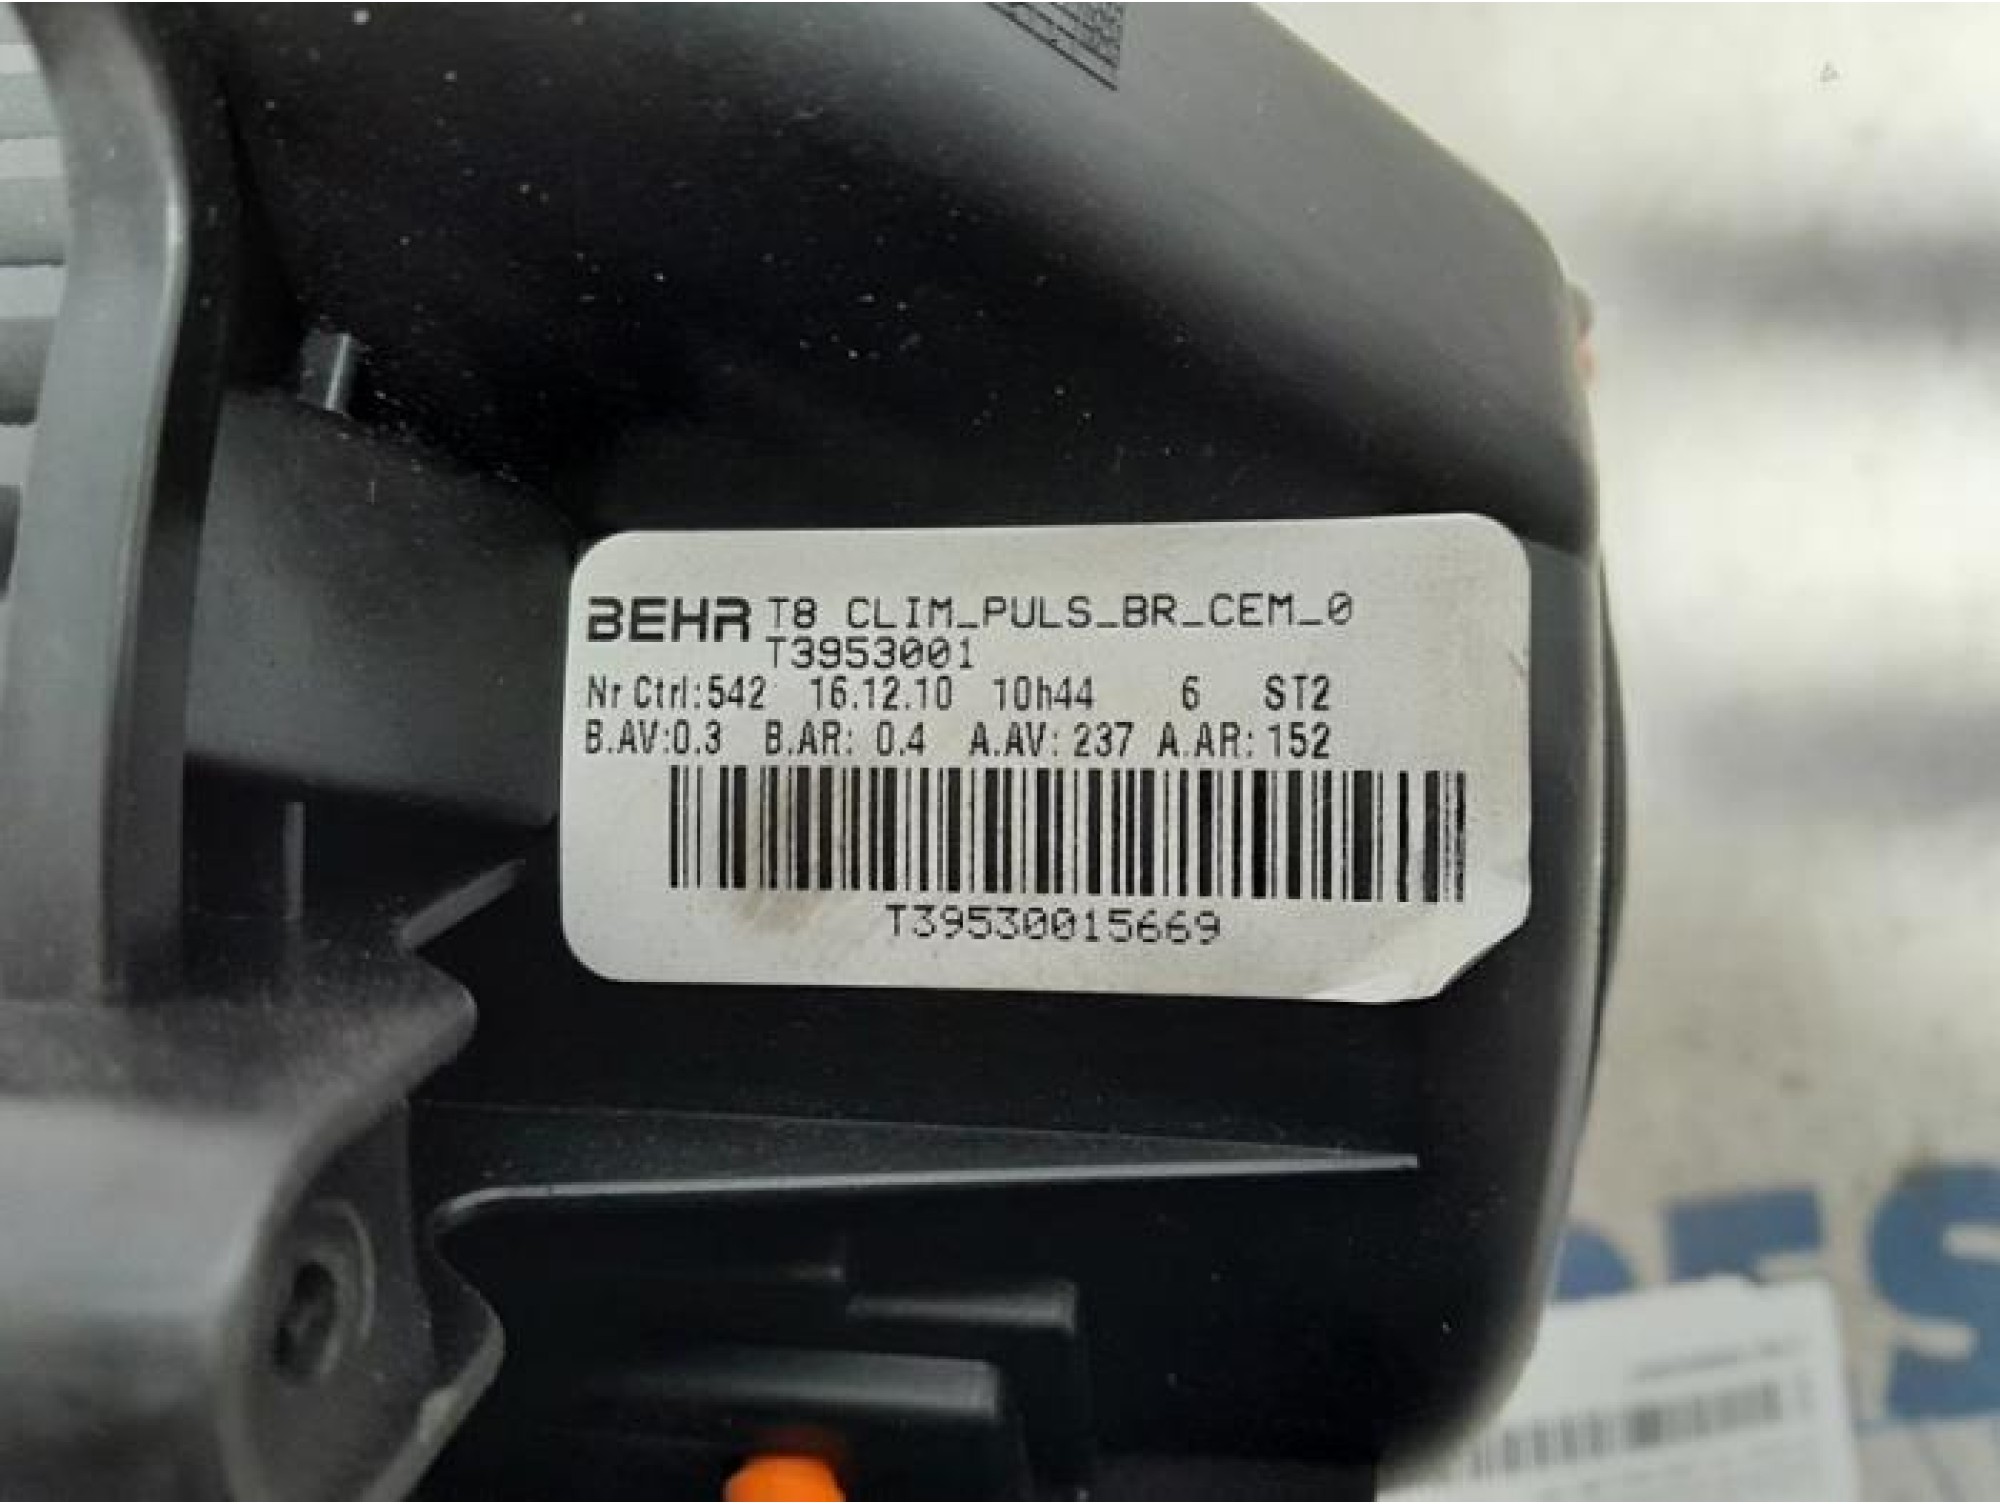 BEHR T8 CLIM_PULS_BR_CEM_0
T3953001
Nr Ctrl:542 16.12.10 10h44 6 ST2
B.AV:0.3 B.AR: 0.4 A.AV: 237 A.AR: 152
T39530015669